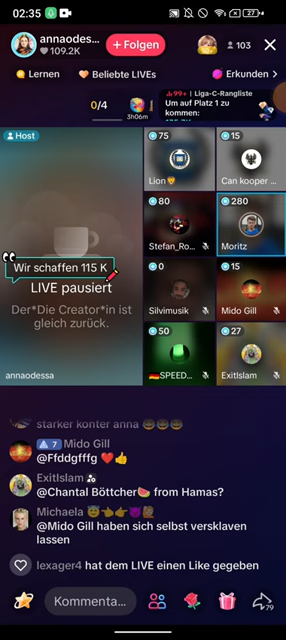 02:35
27
annaodes...
109.2K
+ Folgen
103
Lernen
Beliebte LIVEs
Erkunden >
0/4
3h06m
99+ Liga-C-Rangliste
Um auf Platz 1 zu
kommen:
Host
75
Lion
15
Can kooper ...
80
Stefan_Ro...
280
Moritz
0
Silvimusik
15
Mido Gill
50
SPEED...
27
ExitIslam
Wir schaffen 115 K
LIVE pausiert
Der*Die Creator*in ist
gleich zurück.
annaodessa
starker konter anna 🤩🤩🤩
7 Mido Gill
@Ffddgfffg ❤️👍
ExitIslam
@Chantal Böttcher🍉 from Hamas?
Michaela
@Mido Gill haben sich selbst versklaven
lassen
lexager4 hat dem LIVE einen Like gegeben
Kommenta...
79